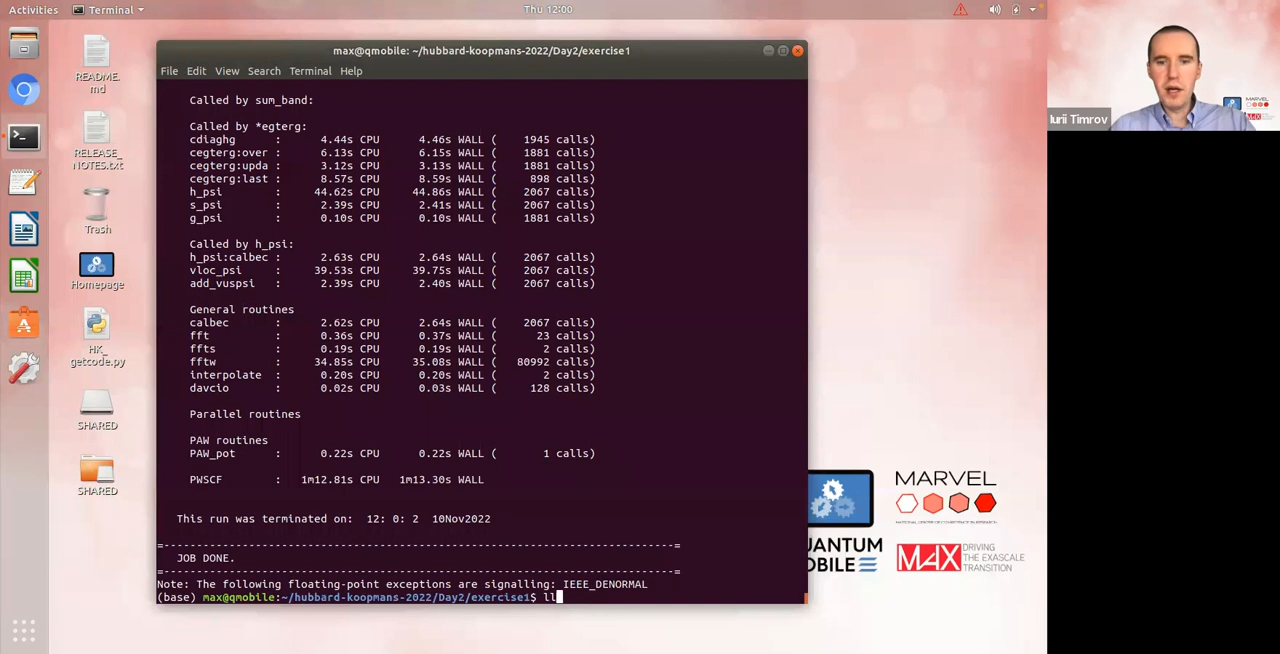 Activities
Terminal
Thu 12:00
README.
md
RELEASE_
NOTES.txt
Trash
Homepage
HK_
getcode.py
SHARED
SHARED
max@qmobile: ~/hubbard-koopmans-2022/Day2/exercise1
File Edit View Search Terminal Help
Called by sum_band:
Called by *egterg:
cdiaghg : 4.44s CPU 4.46s WALL ( 1945 calls)
cegterg:over : 6.13s CPU 6.15s WALL ( 1881 calls)
cegterg:upda : 3.12s CPU 3.13s WALL ( 1881 calls)
cegterg:last : 8.57s CPU 8.59s WALL ( 898 calls)
h_psi : 44.62s CPU 44.86s WALL ( 2067 calls)
s_psi : 2.39s CPU 2.41s WALL ( 2067 calls)
g_psi : 0.10s CPU 0.10s WALL ( 1881 calls)
Called by h_psi:
h_psi:calbec : 2.63s CPU 2.64s WALL ( 2067 calls)
vloc_psi : 39.53s CPU 39.75s WALL ( 2067 calls)
add_vuspsi : 2.39s CPU 2.40s WALL ( 2067 calls)
General routines
calbec : 2.62s CPU 2.64s WALL ( 2067 calls)
fft : 0.36s CPU 0.37s WALL ( 23 calls)
ffts : 0.19s CPU 0.19s WALL ( 2 calls)
fftw : 34.85s CPU 35.08s WALL ( 80992 calls)
interpolate : 0.20s CPU 0.20s WALL ( 2 calls)
davcio : 0.02s CPU 0.03s WALL ( 128 calls)
Parallel routines
PAW routines
PAW_pot : 0.22s CPU 0.22s WALL ( 1 calls)
PWSCF : 1m12.81s CPU 1m13.30s WALL
This run was terminated on: 12: 0: 2 10Nov2022
=------------------------------------------------------------------------------=
JOB DONE.
=------------------------------------------------------------------------------=
Note: The following floating-point exceptions are signalling: IEEE_DENORMAL
(base) max@qmobile:~/hubbard-koopmans-2022/Day2/exercise1$ ll
UANTUM
OBILE
MARVEL
MAX DRIVING
THE EXASCALE
TRANSITION
Iurii Timrov
MARVEL